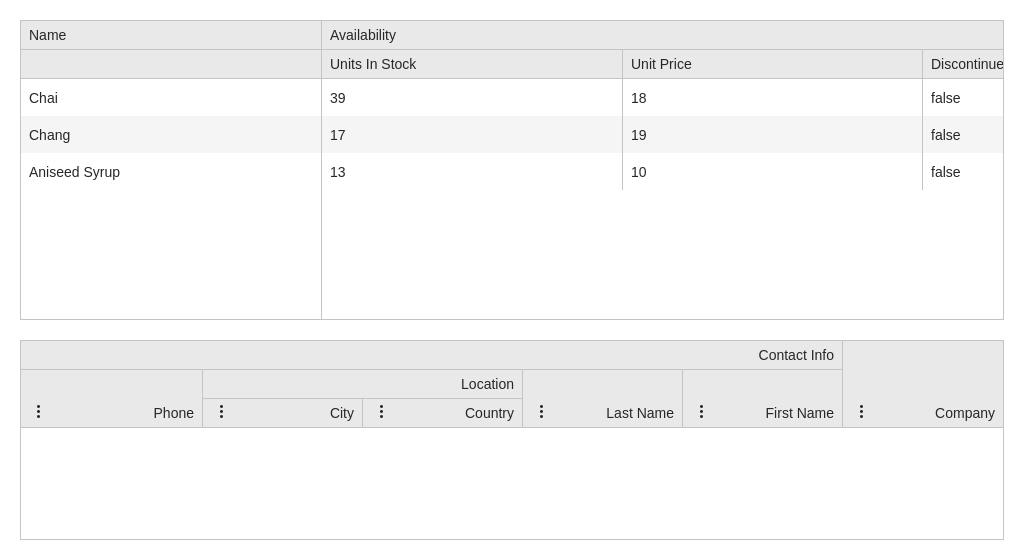 Name Availability
Units In Stock Unit Price Discontinue
Chai 39 18 false
Chang 17 19 false
Aniseed Syrup 13 10 false
Contact Info
Location
Phone City Country Last Name First Name Company